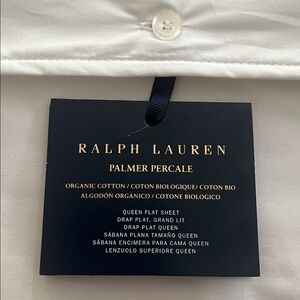 RALPH LAUREN
PALMER PERCALE
ORGANIC COTTON / COTON BIOLOGIQUE / COTON BIO
ALGODÓN ORGÁNICO / COTONE BIOLOGICO
QUEEN FLAT SHEET
DRAP PLAT, GRAND LIT
DRAP PLAT QUEEN
SÁBANA PLANA TAMAÑO QUEEN
SÁBANA ENCIMERA PARA CAMA QUEEN
LENZUOLO SUPERIORE QUEEN